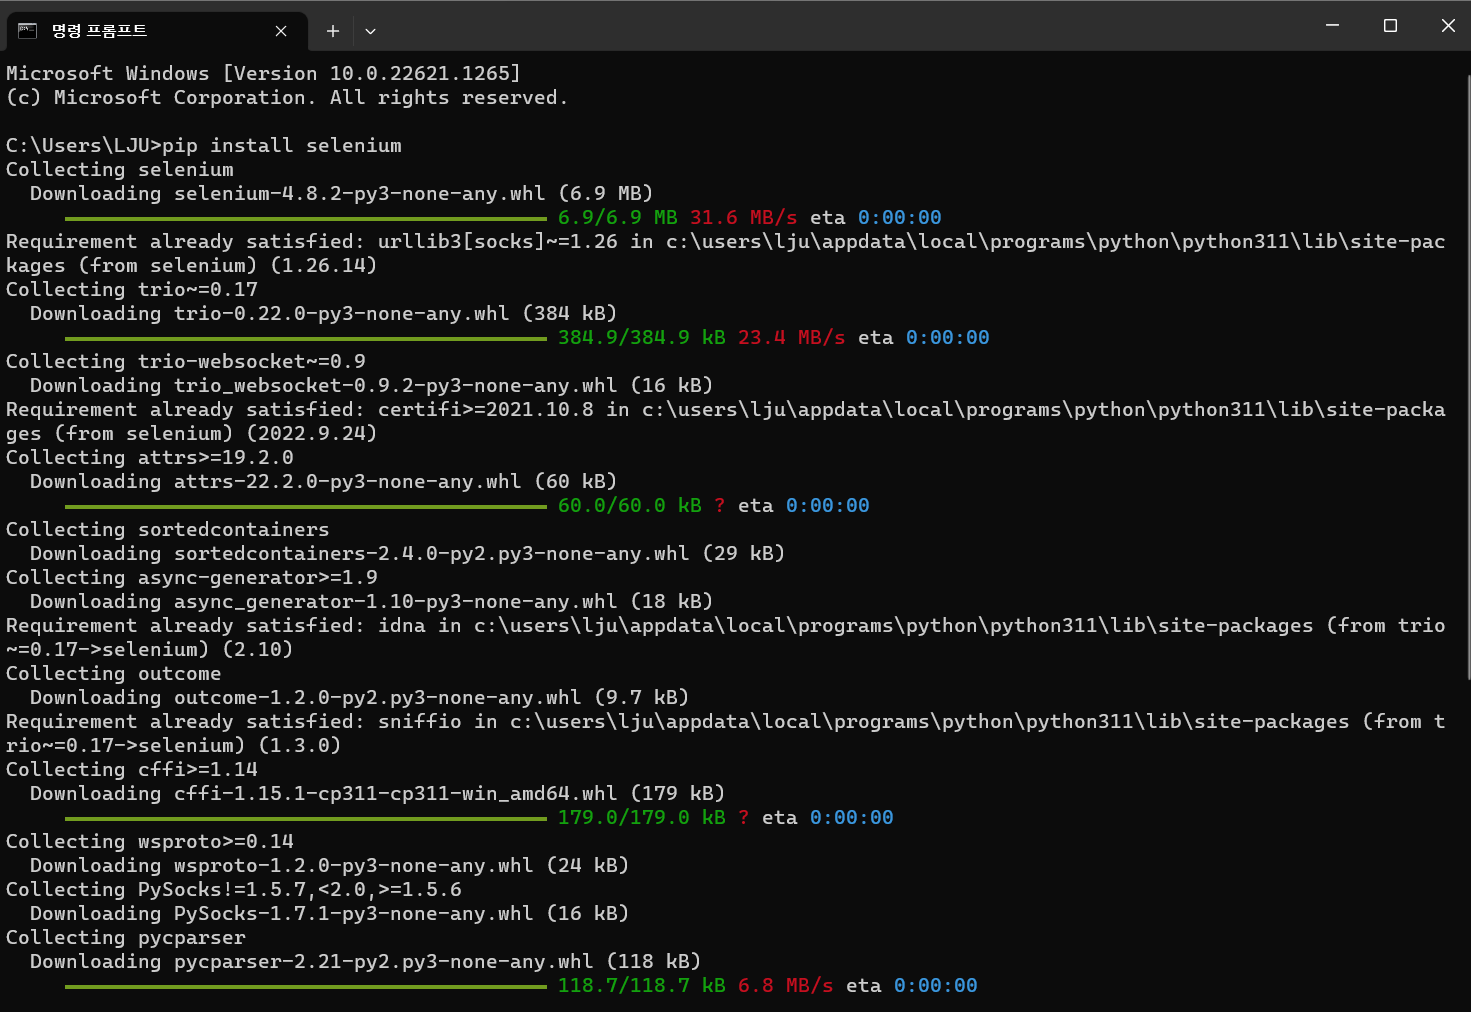 명령 프롬프트
Microsoft Windows [Version 10.0.22621.1265]
(c) Microsoft Corporation. All rights reserved.
C:\Users\LJU>pip install selenium
Collecting selenium
  Downloading selenium-4.8.2-py3-none-any.whl (6.9 MB)
6.9/6.9 MB 31.6 MB/s eta 0:00:00
Requirement already satisfied: urllib3[socks]~=1.26 in c:\users\lju\appdata\local\programs\python\python311\lib\site-pac
kages (from selenium) (1.26.14)
Collecting trio~=0.17
  Downloading trio-0.22.0-py3-none-any.whl (384 kB)
384.9/384.9 kB 23.4 MB/s eta 0:00:00
Collecting trio-websocket~=0.9
  Downloading trio_websocket-0.9.2-py3-none-any.whl (16 kB)
Requirement already satisfied: certifi>=2021.10.8 in c:\users\lju\appdata\local\programs\python\python311\lib\site-packa
ges (from selenium) (2022.9.24)
Collecting attrs>=19.2.0
  Downloading attrs-22.2.0-py3-none-any.whl (60 kB)
60.0/60.0 kB ? eta 0:00:00
Collecting sortedcontainers
  Downloading sortedcontainers-2.4.0-py2.py3-none-any.whl (29 kB)
Collecting async-generator>=1.9
  Downloading async_generator-1.10-py3-none-any.whl (18 kB)
Requirement already satisfied: idna in c:\users\lju\appdata\local\programs\python\python311\lib\site-packages (from trio
~=0.17->selenium) (2.10)
Collecting outcome
  Downloading outcome-1.2.0-py2.py3-none-any.whl (9.7 kB)
Requirement already satisfied: sniffio in c:\users\lju\appdata\local\programs\python\python311\lib\site-packages (from t
rio~=0.17->selenium) (1.3.0)
Collecting cffi>=1.14
  Downloading cffi-1.15.1-cp311-cp311-win_amd64.whl (179 kB)
179.0/179.0 kB ? eta 0:00:00
Collecting wsproto>=0.14
  Downloading wsproto-1.2.0-py3-none-any.whl (24 kB)
Collecting PySocks!=1.5.7,<2.0,>=1.5.6
  Downloading PySocks-1.7.1-py3-none-any.whl (16 kB)
Collecting pycparser
  Downloading pycparser-2.21-py2.py3-none-any.whl (118 kB)
118.7/118.7 kB 6.8 MB/s eta 0:00:00